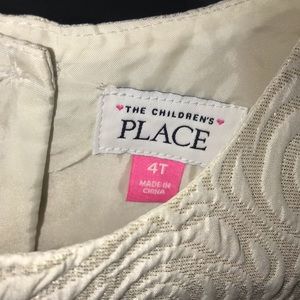 THE CHILDREN'S
PLACE
4T
MADE IN
CHINA